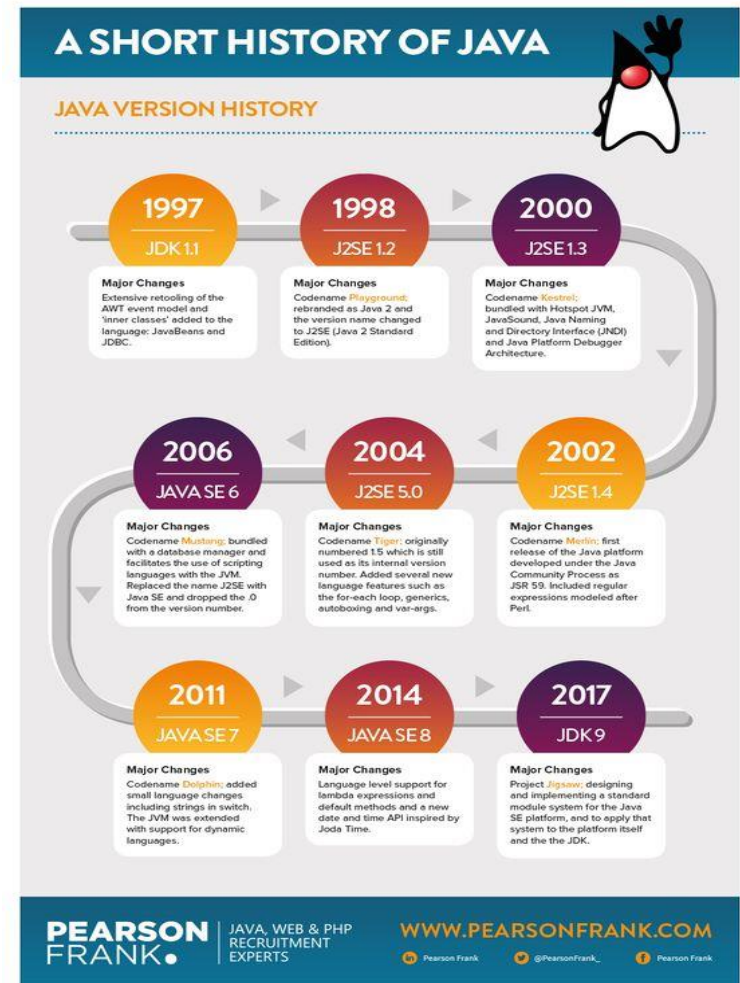 A SHORT HISTORY OF JAVA
JAVA VERSION HISTORY
1997
JDK 1.1
Major Changes
Extensive retooling of the
AWT event model and
'inner classes' added to the
language: JavaBeans and
JDBC.
1998
J2SE 1.2
Major Changes
Codename Playground;
rebranded as Java 2 and
the version name changed
to J2SE (Java 2 Standard
Edition).
2000
J2SE 1.3
Major Changes
Codename Kestrel;
bundled with Hotspot JVM,
JavaSound, Java Naming
and Directory Interface (JNDI)
and Java Platform Debugger
Architecture.
2002
J2SE 1.4
Major Changes
Codename Merlin; first
release of the Java platform
developed under the Java
Community Process as
JSR 59. Included regular
expressions modeled after
Perl.
2004
J2SE 5.0
Major Changes
Codename Tiger; originally
numbered 1.5 which is still
used as its internal version
number. Added several new
language features such as
the for-each loop, generics,
autoboxing and var-args.
2006
JAVA SE 6
Major Changes
Codename Mustang; bundled
with a database manager and
facilitates the use of scripting
languages with the JVM.
Replaced the name J2SE with
Java SE and dropped the .0
from the version number.
2011
JAVA SE 7
Major Changes
Codename Dolphin; added
small language changes
including strings in switch.
The JVM was extended
with support for dynamic
languages.
2014
JAVA SE 8
Major Changes
Language level support for
lambda expressions and
default methods and a new
date and time API inspired by
Joda Time.
2017
JDK 9
Major Changes
Project Jigsaw; designing
and implementing a standard
module system for the Java
SE platform, and to apply that
system to the platform itself
and the the JDK.
PEARSON
FRANK
JAVA, WEB & PHP
RECRUITMENT
EXPERTS
WWW.PEARSONFRANK.COM
in Pearson Frank
@PearsonFrank_
f Pearson Frank